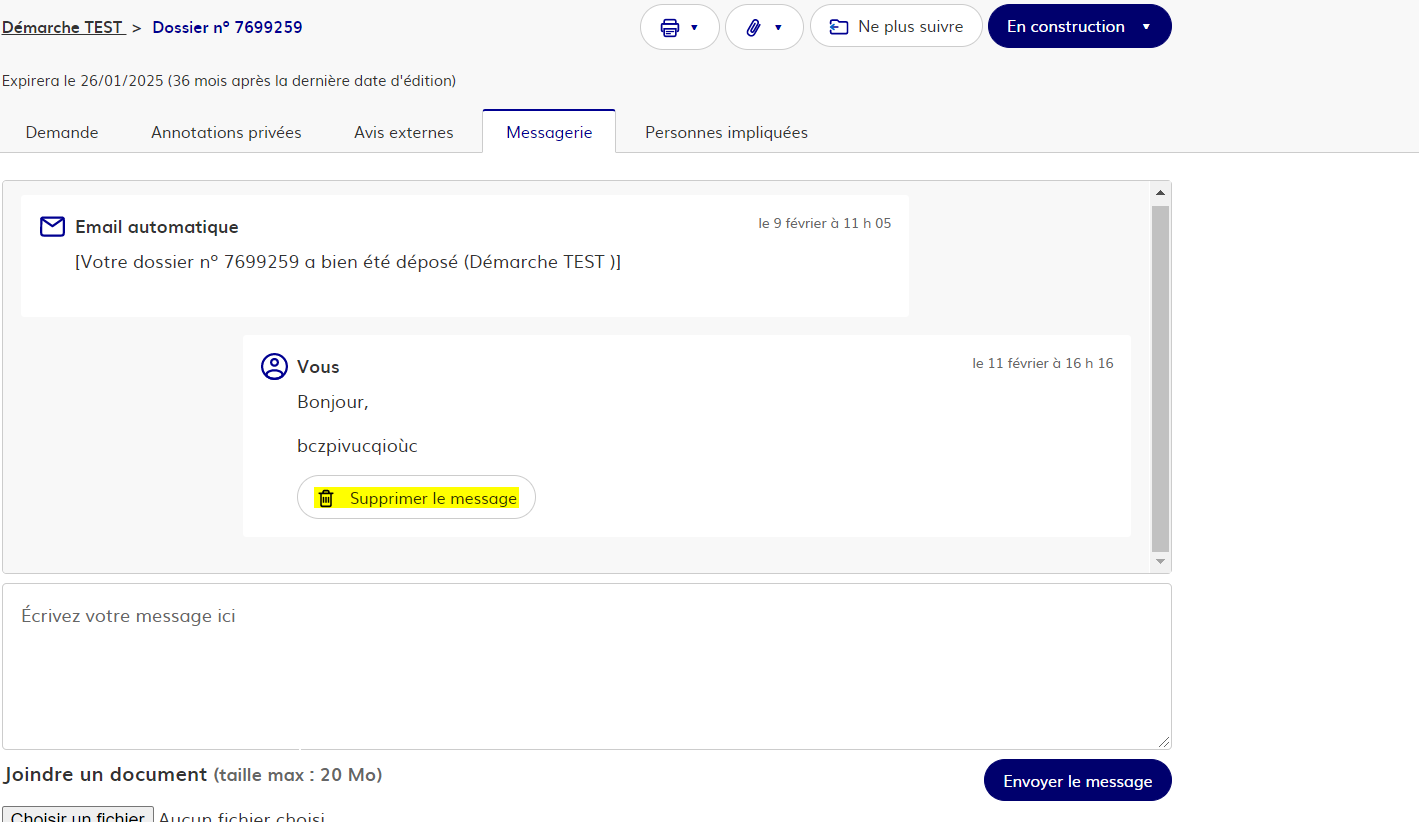 Démarche TEST > Dossier nº 7699259
Ne plus suivre
En construction
Expirera le 26/01/2025 (36 mois après la dernière date d'édition)
Demande
Annotations privées
Avis externes
Messagerie
Personnes impliquées
Email automatique
le 9 février à 11 h 05
[Votre dossier nº 7699259 a bien été déposé (Démarche TEST )]
Vous
le 11 février à 16 h 16
Bonjour,
bczpivucqioùc
Supprimer le message
Écrivez votre message ici
Joindre un document (taille max : 20 Mo)
Envoyer le message
Choisir un fichier Aucun fichier choisi